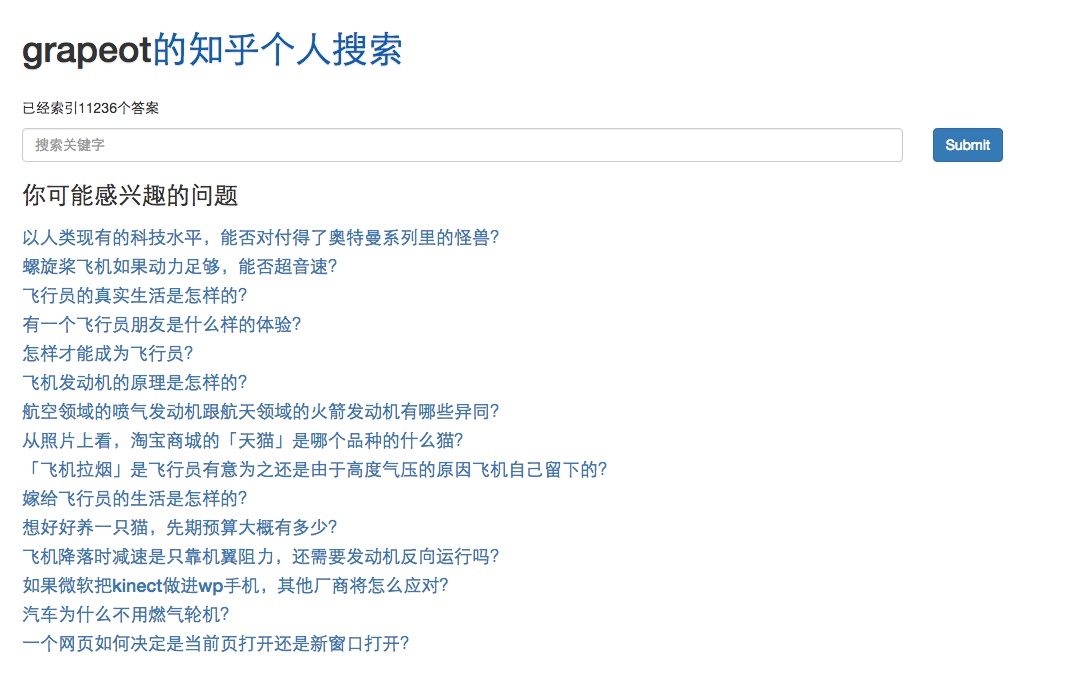 grapeot的知乎个人搜索
已经索引11236个答案
搜索关键字
Submit
你可能感兴趣的问题
以人类现有的科技水平，能否对付得了奥特曼系列里的怪兽？
螺旋桨飞机如果动力足够，能否超音速？
飞行员的真实生活是怎样的？
有一个飞行员朋友是什么样的体验？
怎样才能成为飞行员？
飞机发动机的原理是怎样的？
航空领域的喷气发动机跟航天领域的火箭发动机有哪些异同？
从照片上看，淘宝商城的「天猫」是哪个品种的什么猫？
「飞机拉烟」是飞行员有意为之还是由于高度气压的原因飞机自己留下的？
嫁给飞行员的生活是怎样的？
想好好养一只猫，先期预算大概有多少？
飞机降落时减速是只靠机翼阻力，还需要发动机反向运行吗？
如果微软把kinect做进wp手机，其他厂商将怎么应对？
汽车为什么不用燃气轮机？
一个网页如何决定是当前页打开还是新窗口打开？